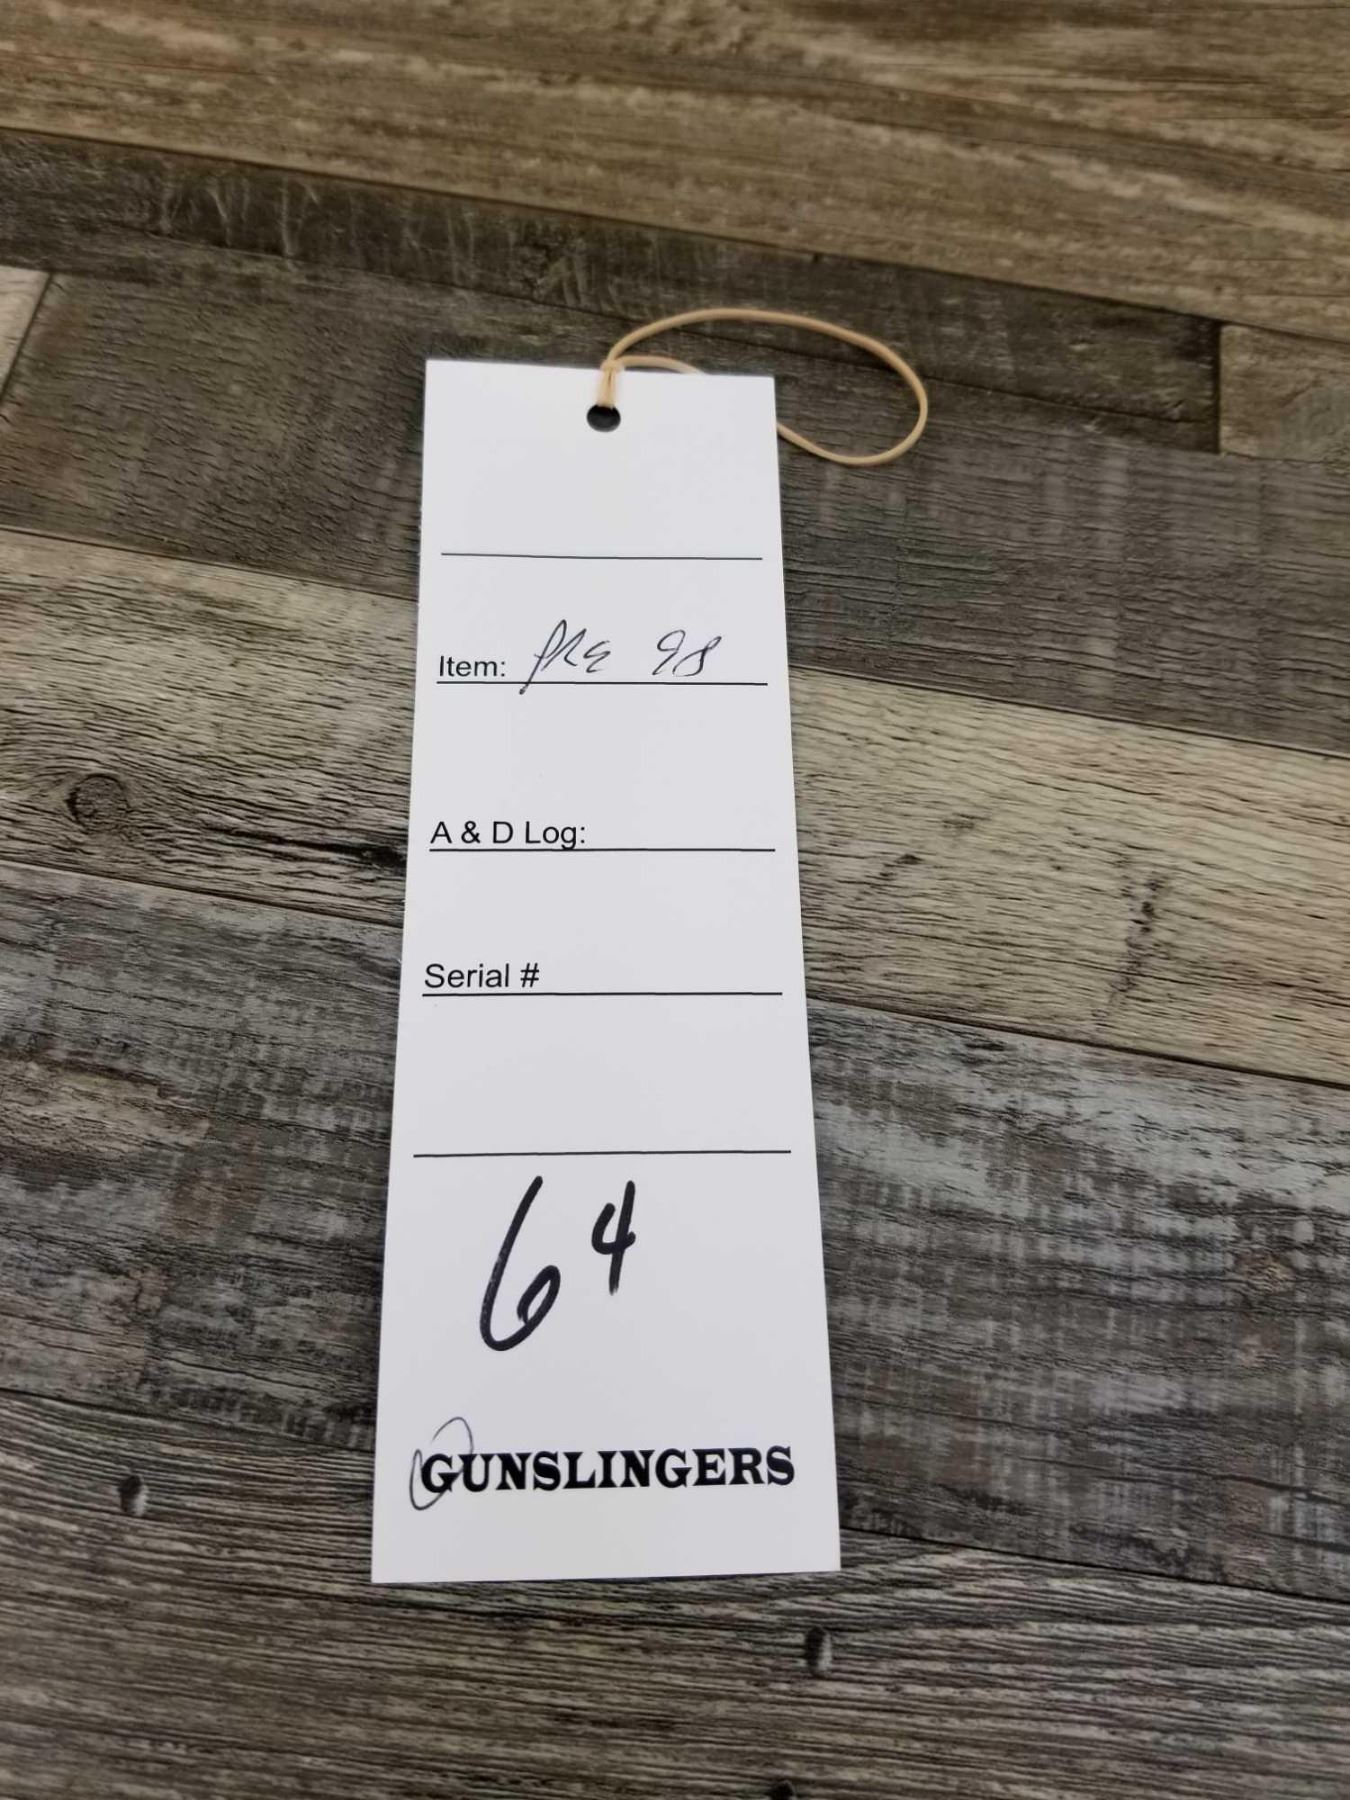 Item: PRE 98
A & D Log:
Serial #
64
GUNSLINGERS